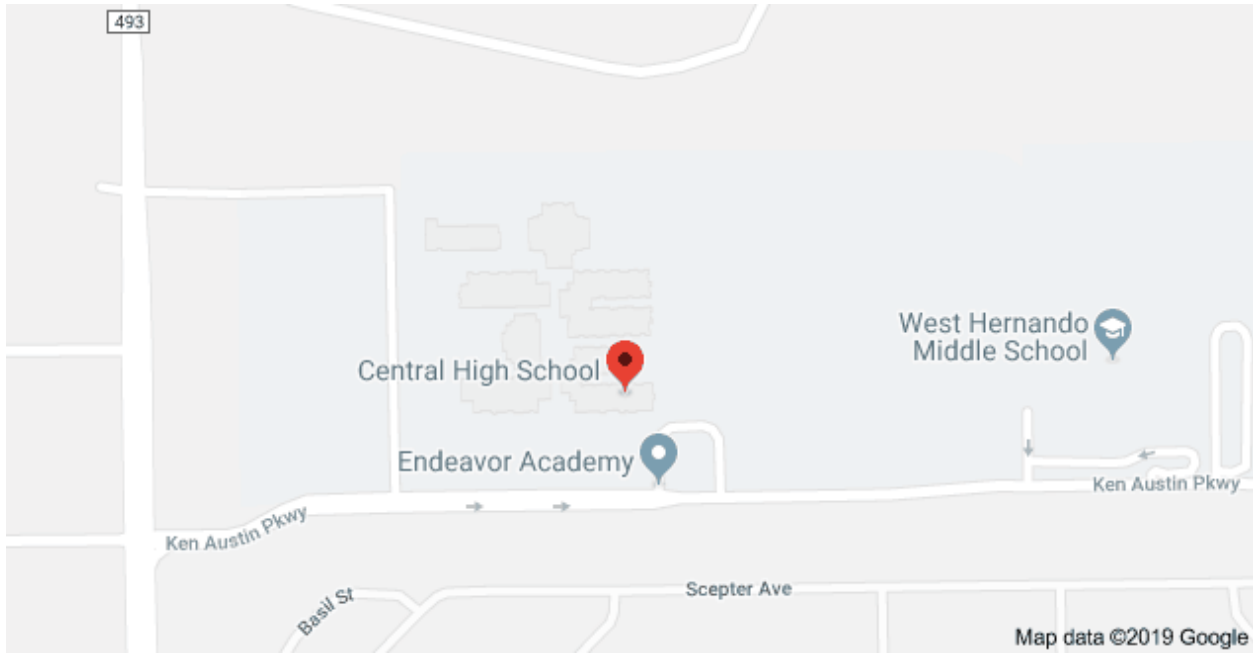 493
West Hernando
Middle School
Central High School
Endeavor Academy
Ken Austin Pkwy
Ken Austin Pkwy
Basil St
Scepter Ave
Map data ©2019 Google